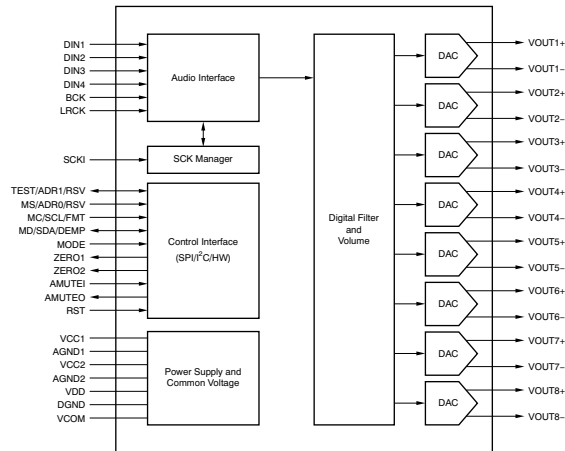 DIN1
DIN2
DIN3
DIN4
BCK
LRCK
Audio Interface
SCKI
SCK Manager
TEST/ADR1/RSV
MS/ADR0/RSV
MC/SCL/FMT
MD/SDA/DEMP
MODE
ZERO1
ZERO2
AMUTEI
AMUTEO
RST
Control Interface
(SPI/I²C/HW)
VCC1
AGND1
VCC2
AGND2
VDD
DGND
VCOM
Power Supply and
Common Voltage
Digital Filter
and
Volume
DAC
DAC
DAC
DAC
DAC
DAC
DAC
DAC
VOUT1+
VOUT1−
VOUT2+
VOUT2−
VOUT3+
VOUT3−
VOUT4+
VOUT4−
VOUT5+
VOUT5−
VOUT6+
VOUT6−
VOUT7+
VOUT7−
VOUT8+
VOUT8−